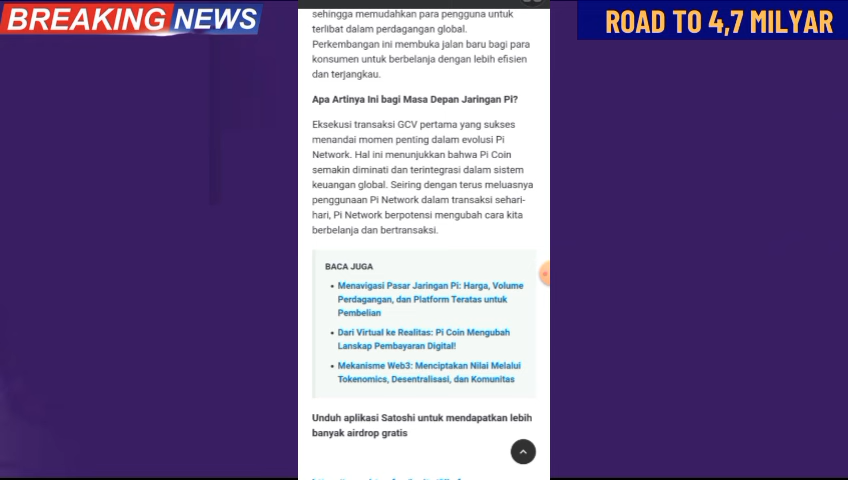 BREAKING NEWS
ROAD TO 4,7 MILYAR
sehingga memudahkan para pengguna untuk
terlibat dalam perdagangan global.
Perkembangan ini membuka jalan baru bagi para
konsumen untuk berbelanja dengan lebih efisien
dan terjangkau.
Apa Artinya Ini bagi Masa Depan Jaringan Pi?
Eksekusi transaksi GCV pertama yang sukses
menandai momen penting dalam evolusi Pi
Network. Hal ini menunjukkan bahwa Pi Coin
semakin diminati dan terintegrasi dalam sistem
keuangan global. Seiring dengan terus meluasnya
penggunaan Pi Network dalam transaksi sehari-
hari, Pi Network berpotensi mengubah cara kita
berbelanja dan bertransaksi.
BACA JUGA
• Menavigasi Pasar Jaringan Pi: Harga, Volume
Perdagangan, dan Platform Teratas untuk
Pembelian
• Dari Virtual ke Realitas: Pi Coin Mengubah
Lanskap Pembayaran Digital!
• Mekanisme Web3: Menciptakan Nilai Melalui
Tokenomics, Desentralisasi, dan Komunitas
Unduh aplikasi Satoshi untuk mendapatkan lebih
banyak airdrop gratis